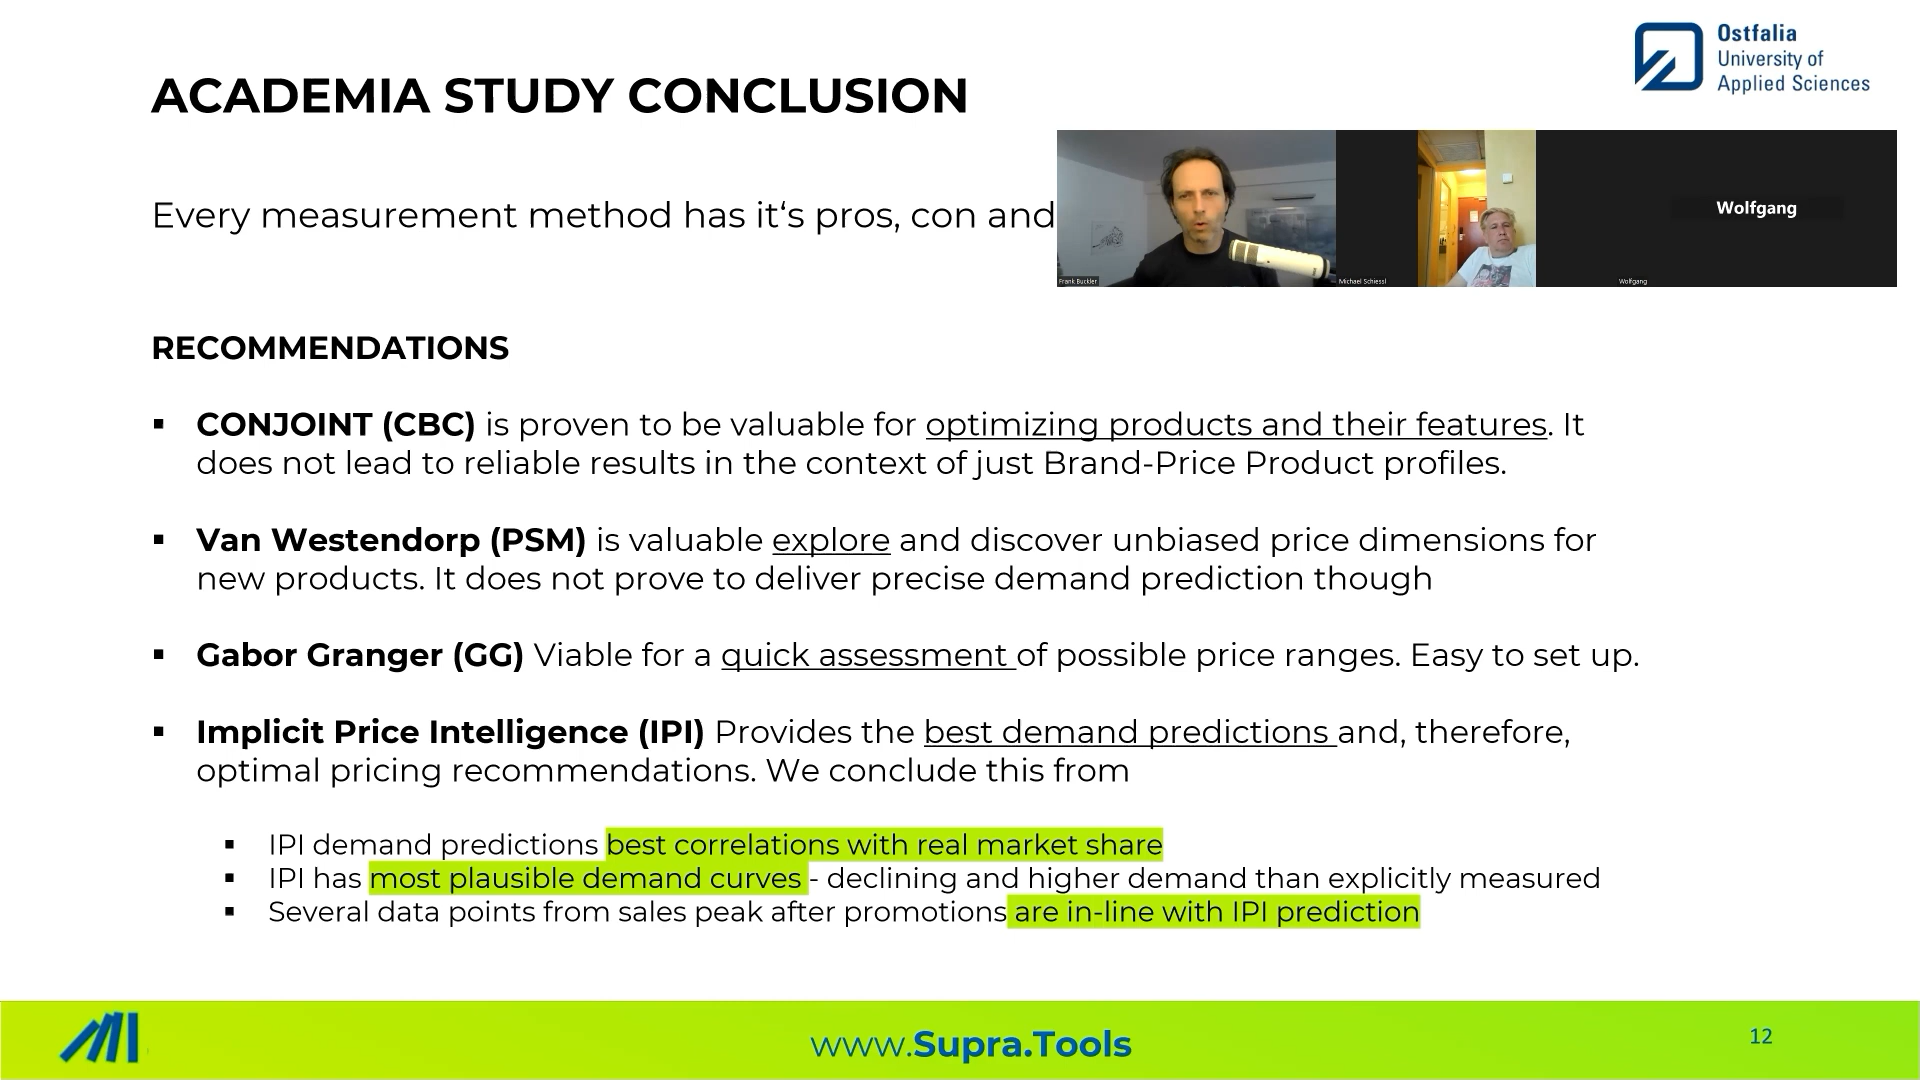 Ostfalia
University of
Applied Sciences
ACADEMIA STUDY CONCLUSION
Every measurement method has it‘s pros, con and
Wolfgang
Frank Buckler
Michael Schiessl
Wolfgang
RECOMMENDATIONS
▪ CONJOINT (CBC) is proven to be valuable for optimizing products and their features. It
does not lead to reliable results in the context of just Brand-Price Product profiles.
▪ Van Westendorp (PSM) is valuable explore and discover unbiased price dimensions for
new products. It does not prove to deliver precise demand prediction though
▪ Gabor Granger (GG) Viable for a quick assessment of possible price ranges. Easy to set up.
▪ Implicit Price Intelligence (IPI) Provides the best demand predictions and, therefore,
optimal pricing recommendations. We conclude this from
▪ IPI demand predictions best correlations with real market share
▪ IPI has most plausible demand curves - declining and higher demand than explicitly measured
▪ Several data points from sales peak after promotions are in-line with IPI prediction
www.Supra.Tools
12